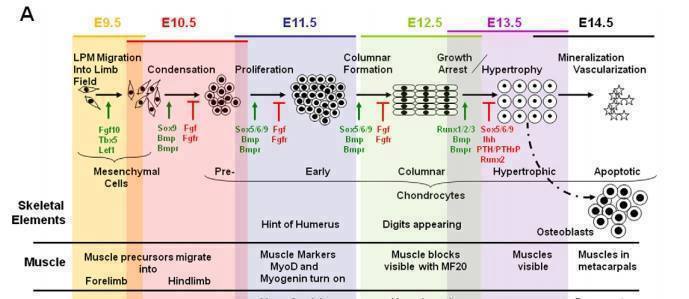 A
E9.5 E10.5 E11.5 E12.5 E13.5 E14.5
LPM Migration
Into Limb
Field
Condensation
Proliferation
Columnar
Formation
Growth
Arrest
Hypertrophy
Mineralization
Vascularization
Fgf10
Tbx5
Lef1
Sox9
Bmp
Bmpr
Fgf
Fgfr
Sox5/6/9
Bmp
Bmpr
Fgf
Fgfr
Sox5/6/9
Bmp
Bmpr
Fgf
Fgfr
Runx1/2/3
Bmp
Bmpr
Sox5/6/9
Ihh
PTH/PTHrP
Runx2
Mesenchymal
Cells
Pre- Early Columnar Hypertrophic Apoptotic
Chondrocytes
Skeletal
Elements
Hint of Humerus
Digits appearing
Osteoblasts
Muscle
Muscle precursors migrate
into
Forelimb Hindlimb
Muscle Markers
MyoD and
Myogenin turn on
Muscle blocks
visible with MF20
Muscles
visible
Muscles in
metacarpals